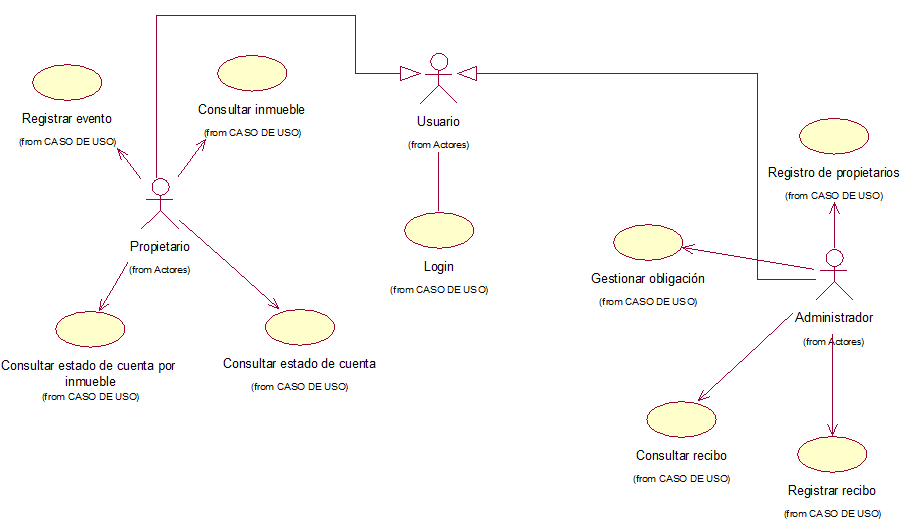 Registrar evento
(from CASO DE USO)
Consultar inmueble
(from CASO DE USO)
Usuario
(from Actores)
Registro de propietarios
(from CASO DE USO)
Propietario
(from Actores)
Login
(from CASO DE USO)
Gestionar obligación
(from CASO DE USO)
Administrador
(from Actores)
Consultar estado de cuenta por
inmueble
(from CASO DE USO)
Consultar estado de cuenta
(from CASO DE USO)
Consultar recibo
(from CASO DE USO)
Registrar recibo
(from CASO DE USO)